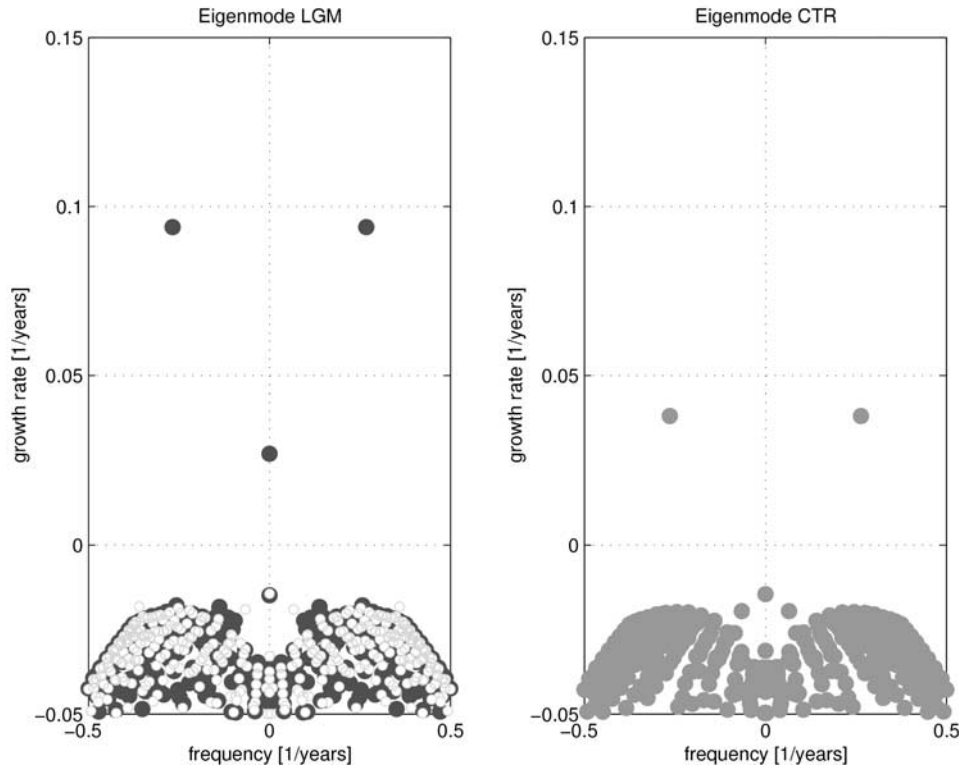 Eigenmode LGM
0.15
0.1
0.05
0
−0.05
−0.5
0
0.5
growth rate [1/years]
frequency [1/years]
Eigenmode CTR
0.15
0.1
0.05
0
−0.05
−0.5
0
0.5
growth rate [1/years]
frequency [1/years]